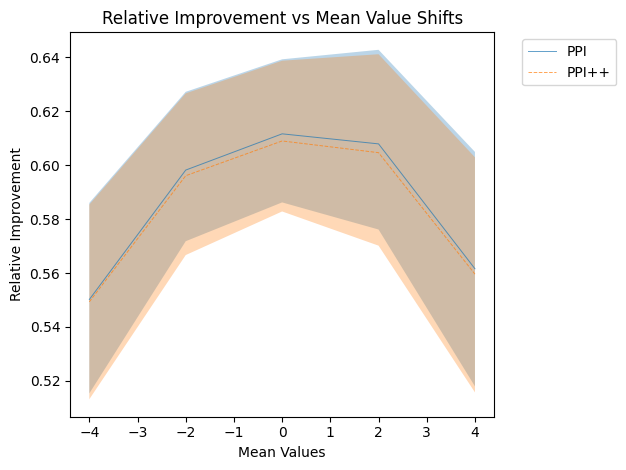 Relative Improvement vs Mean Value Shifts
PPI
PPI++
Relative Improvement
0.64
0.62
0.60
0.58
0.56
0.54
0.52
−4 −3 −2 −1 0 1 2 3 4
Mean Values